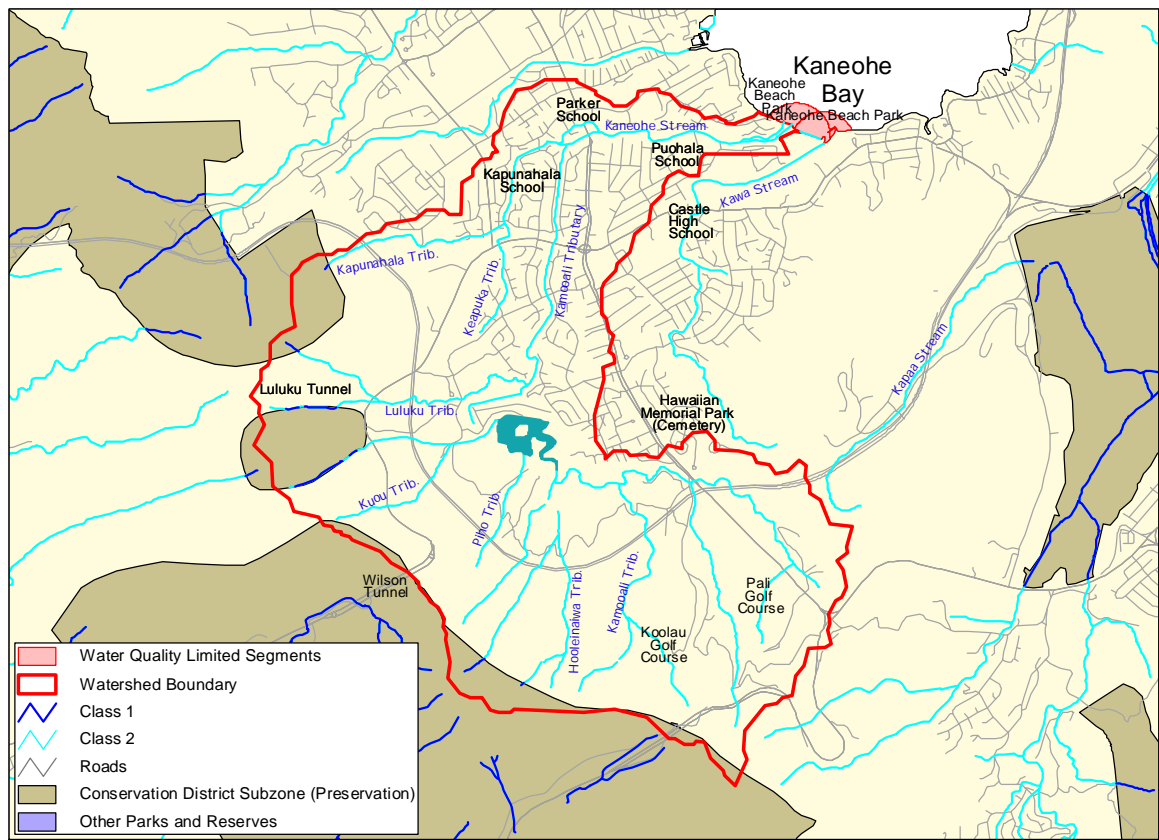 Kaneohe
Bay
Kaneohe
Beach
Park
Kaneohe Beach Park
Parker
School
Kaneohe Stream
Puohala
School
Kapunahala
School
Kawa Stream
Castle
High
School
Kamooali Tributary
Kapunahala Trib.
Keapuka Trib.
Kapaa Stream
Luluku Tunnel
Luluku Trib.
Hawaiian
Memorial Park
(Cemetery)
Kuou Trib.
Piho Trib.
Wilson
Tunnel
Hooleinaiwa Trib.
Kamooali Trib.
Pali
Golf
Course
Koolau
Golf
Course
Water Quality Limited Segments
Watershed Boundary
Class 1
Class 2
Roads
Conservation District Subzone (Preservation)
Other Parks and Reserves